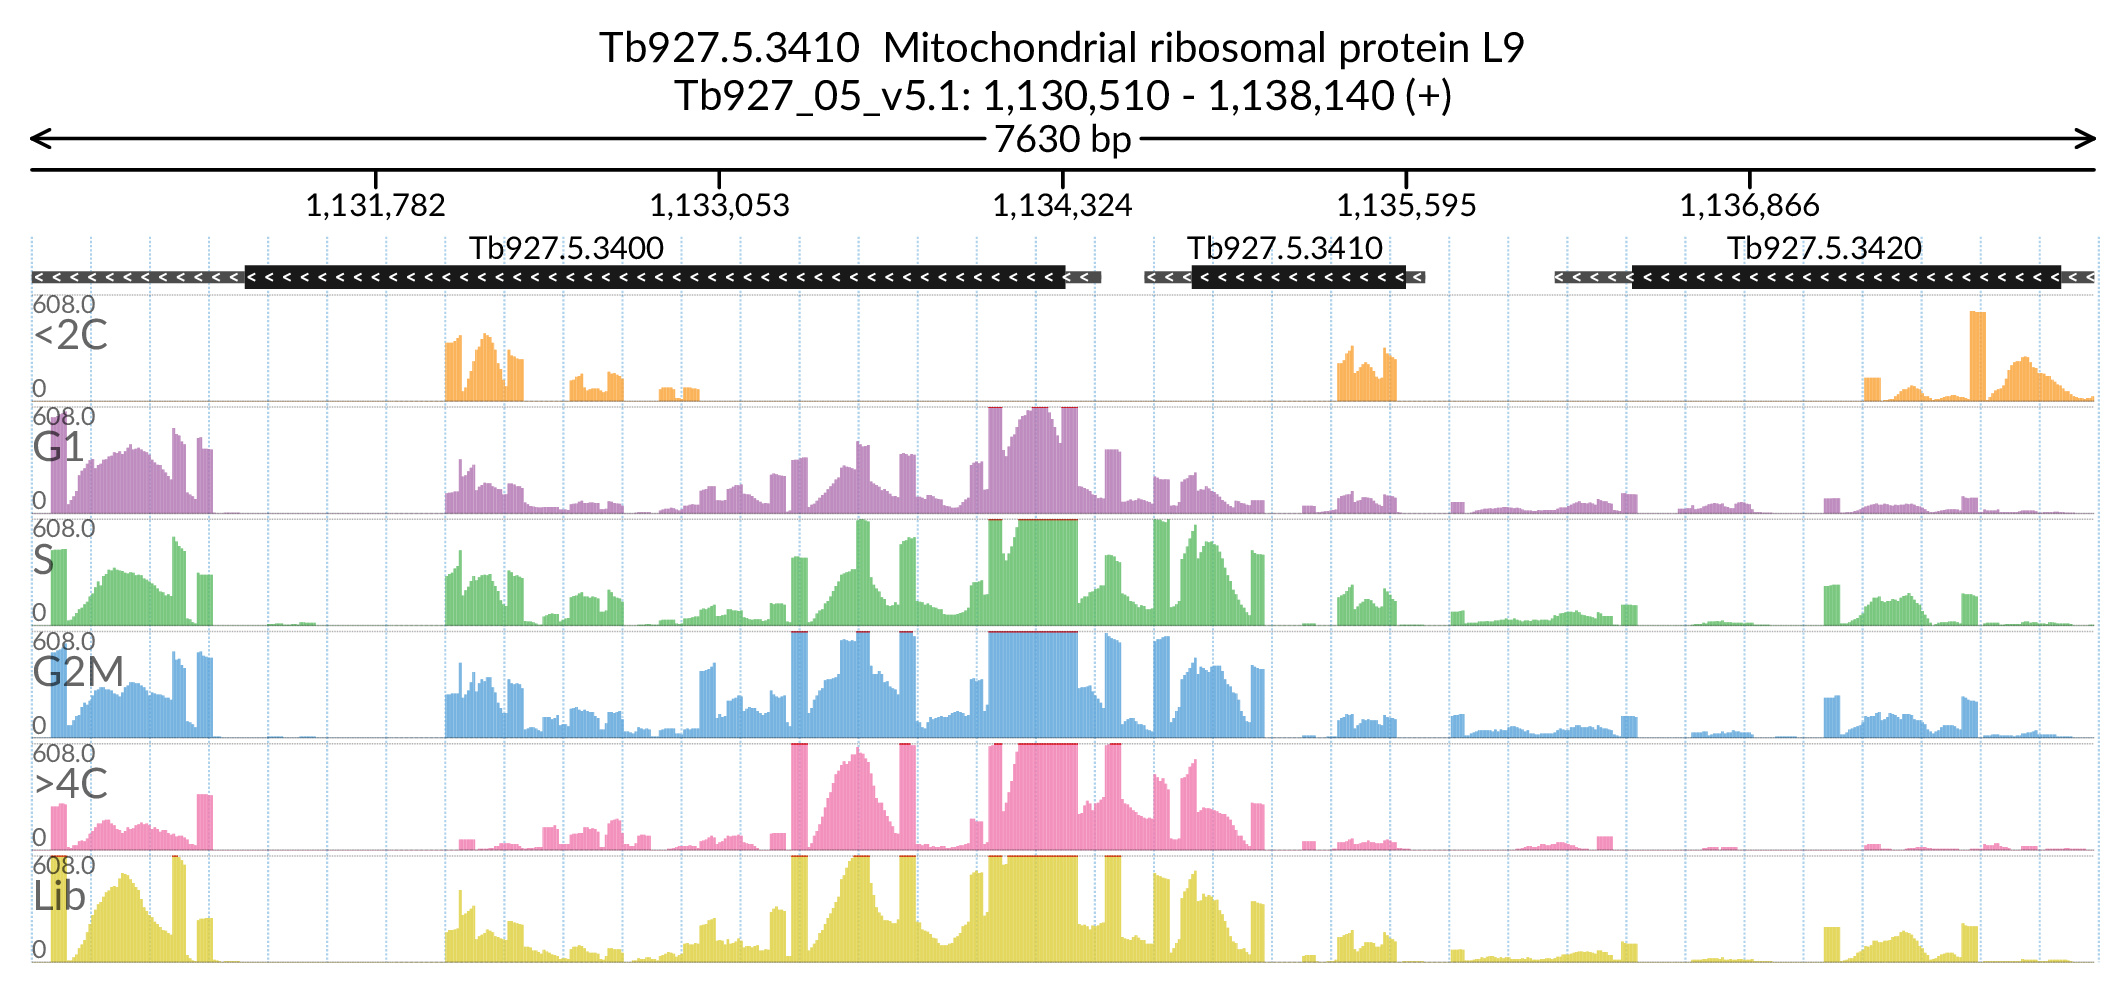 Tb927.5.3410  Mitochondrial ribosomal protein L9
Tb927_05_v5.1: 1,130,510 - 1,138,140 (+)
7630 bp
1,131,782 1,133,053 1,134,324 1,135,595 1,136,866
Tb927.5.3400 Tb927.5.3410 Tb927.5.3420
608.0
<2C
0
608.0
G1
0
608.0
S
0
608.0
G2M
0
608.0
>4C
0
608.0
Lib
0